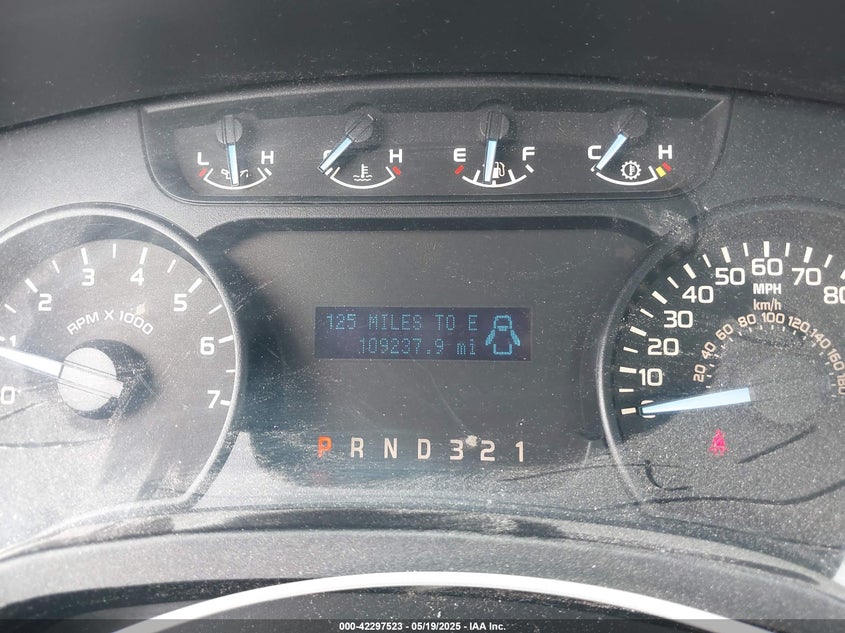 L H C H E F C H
0 1 2 3 4 5 6 7
RPM X 1000
125 MILES TO E
109237.9 mi
P R N D 3 2 1
0 10 20 30 40 50 60 70 80
MPH
km/h
20 40 60 80 100 120 140 160 180
000-42297523 — 05/19/2025 — IAA Inc.